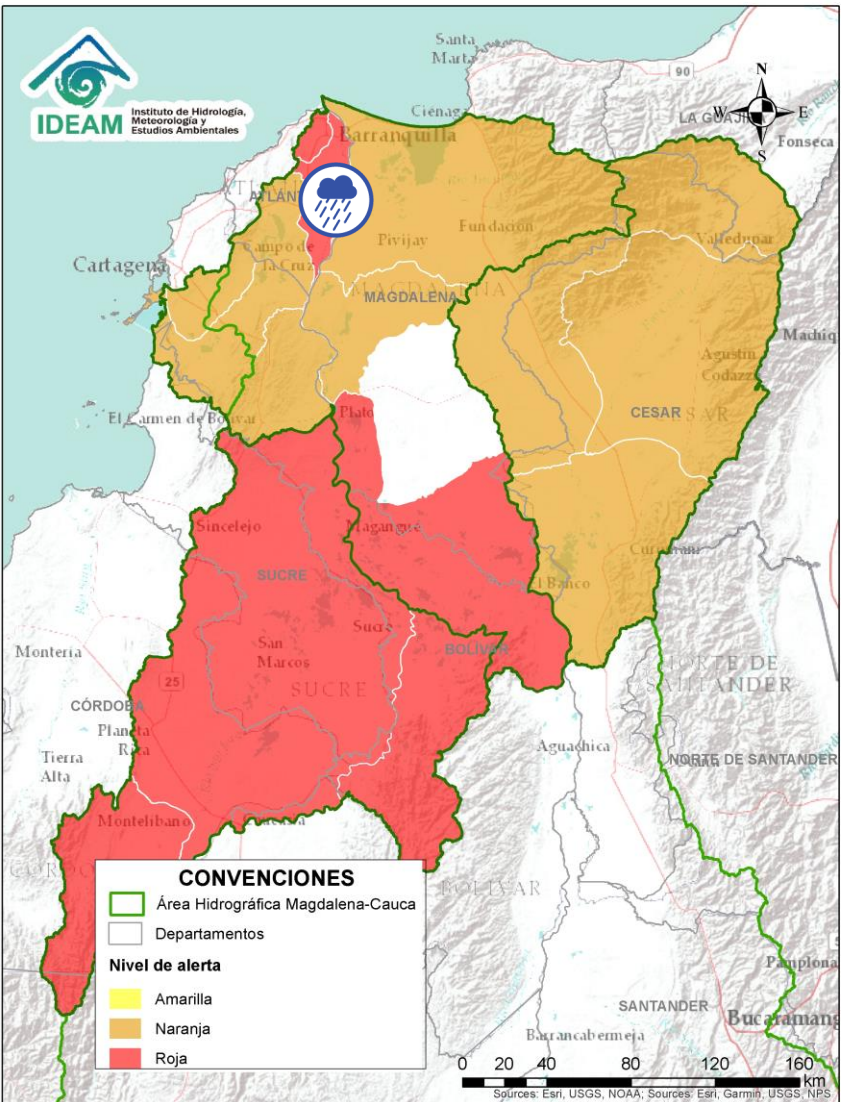 IDEAM
Instituto de Hidrología,
Meteorología y
Estudios Ambientales
Santa
Marta
90
N
W
E
S
Ciénaga
LA GUAJIRA
Fonseca
Barranquilla
Fundación
Pivijay
Valledupar
Campo de
la Cruz
Cartagena
MAGDALENA
Agustín
Codazzi
CESAR
CESAR
El Carmen de Bolívar
Plato
Sincelejo
Magangué
SUCRE
El Banco
Sucre
BOLÍVAR
Montería
San
Marcos
SUCRE
25
CÓRDOBA
NORTE DE
SANTANDER
Tierra
Alta
Aguachica
NORTE DE SANTANDER
Montelíbano
BOLÍVAR
CONVENCIONES
Área Hidrográfica Magdalena-Cauca
Departamentos
Nivel de alerta
Amarilla
Naranja
Roja
Pamplona
SANTANDER
Barrancabermeja
0 20 40 80 120 160
km
Sources: Esri, USGS, NOAA; Sources: Esri, Garmin, USGS, NPS